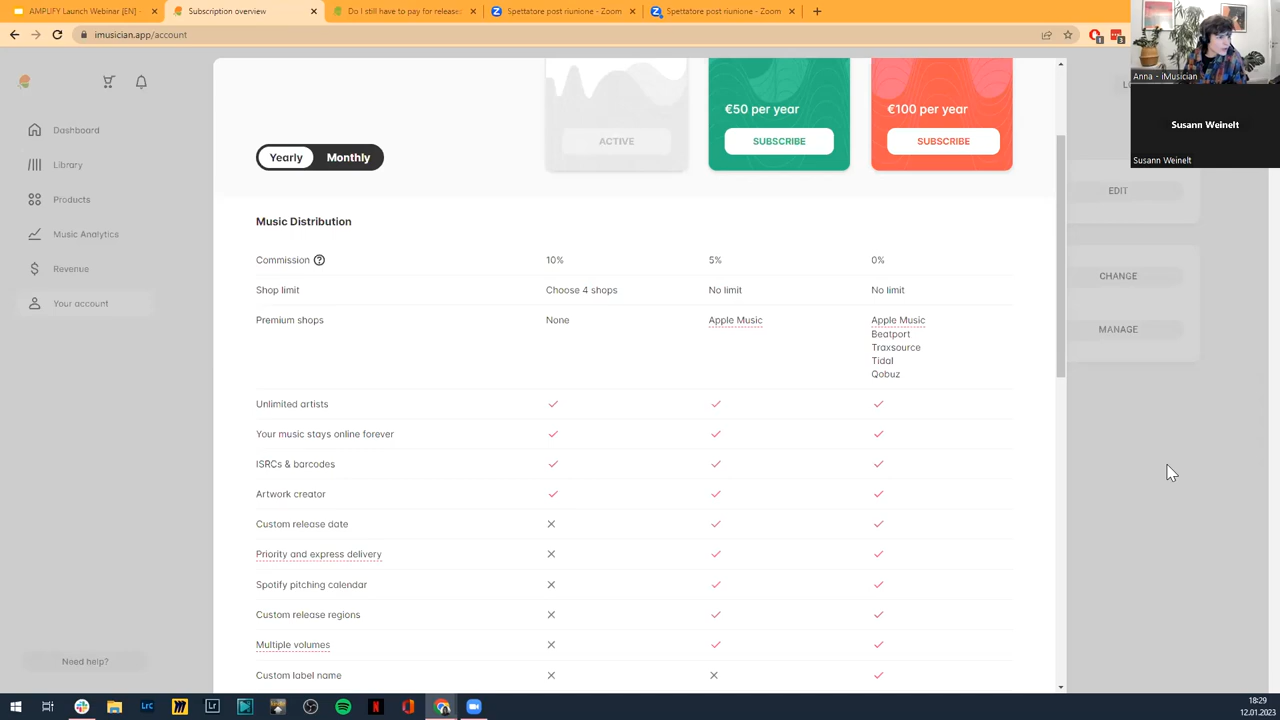 AMPLIFY Launch Webinar [EN] -
Subscription overview
Do I still have to pay for release
Spettatore post riunione - Zoom
Spettatore post riunione - Zoom
imusician.app/account
1
3
Anna - iMusician
Susann Weinelt
Susann Weinelt
Dashboard
Library
Products
Music Analytics
Revenue
Your account
Need help?
€50 per year
€100 per year
ACTIVE
SUBSCRIBE
SUBSCRIBE
Yearly
Monthly
EDIT
CHANGE
MANAGE
Music Distribution
Commission ? 10% 5% 0%
Shop limit Choose 4 shops No limit No limit
Premium shops None Apple Music Apple Music
Beatport
Traxsource
Tidal
Qobuz
Unlimited artists
Your music stays online forever
ISRCs & barcodes
Artwork creator
Custom release date
Priority and express delivery
Spotify pitching calendar
Custom release regions
Multiple volumes
Custom label name
LrC
Lr
18:29
12.01.2023